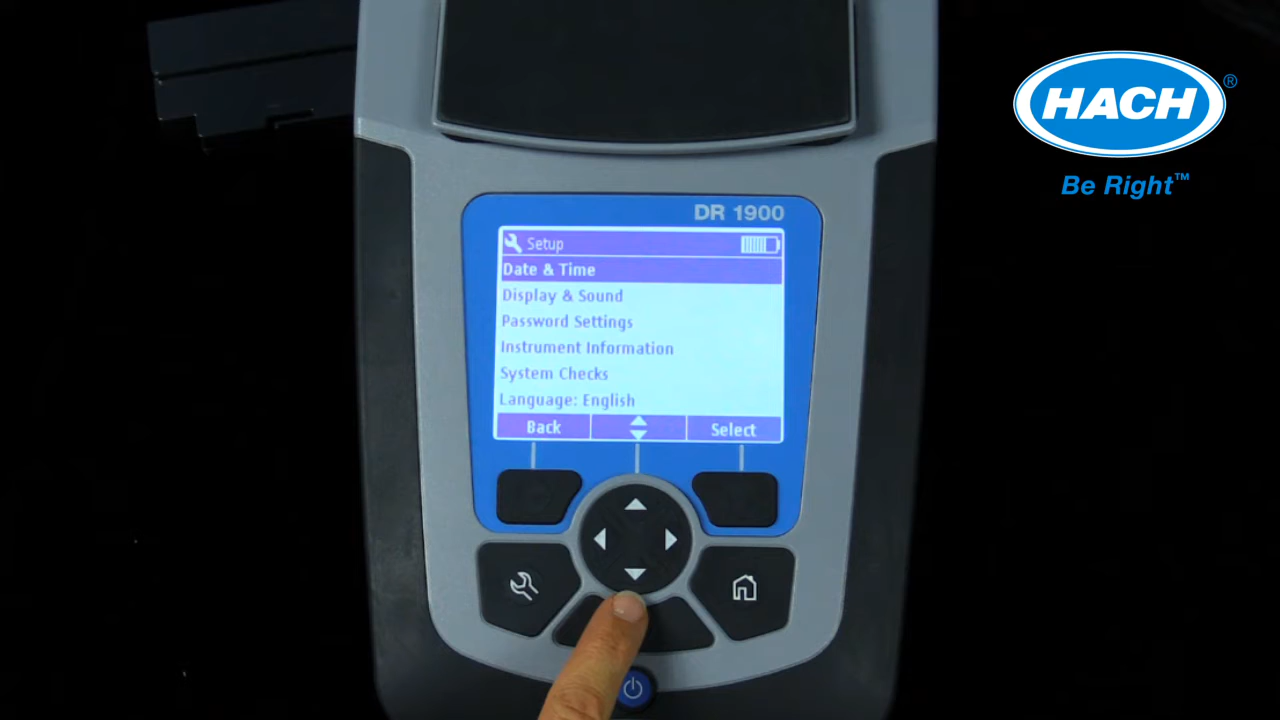 HACH®
Be Right™
DR 1900
Setup
Date & Time
Display & Sound
Password Settings
Instrument Information
System Checks
Language: English
Back
Select